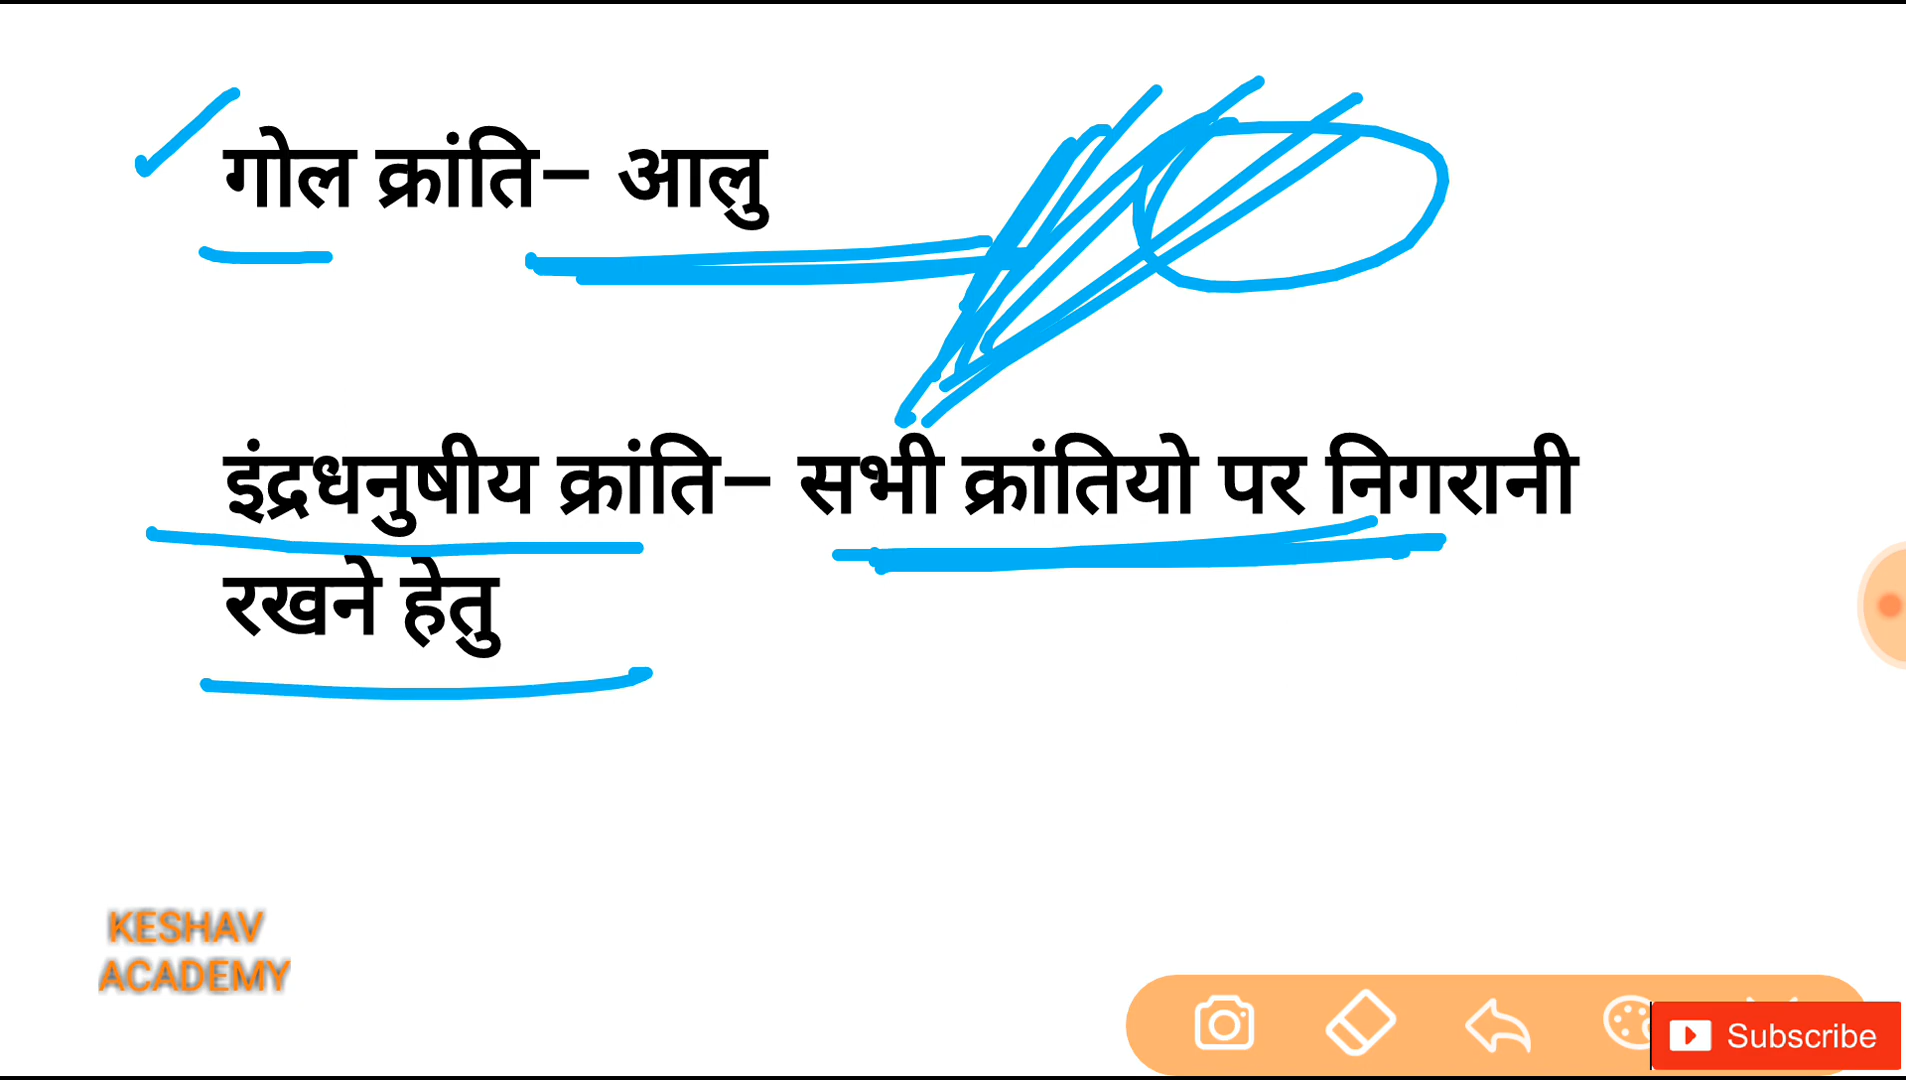 गोल क्रांति– आलु
इंद्रधनुषीय क्रांति– सभी क्रांतियो पर निगरानी
रखने हेतु
KESHAV
ACADEMY
Subscribe